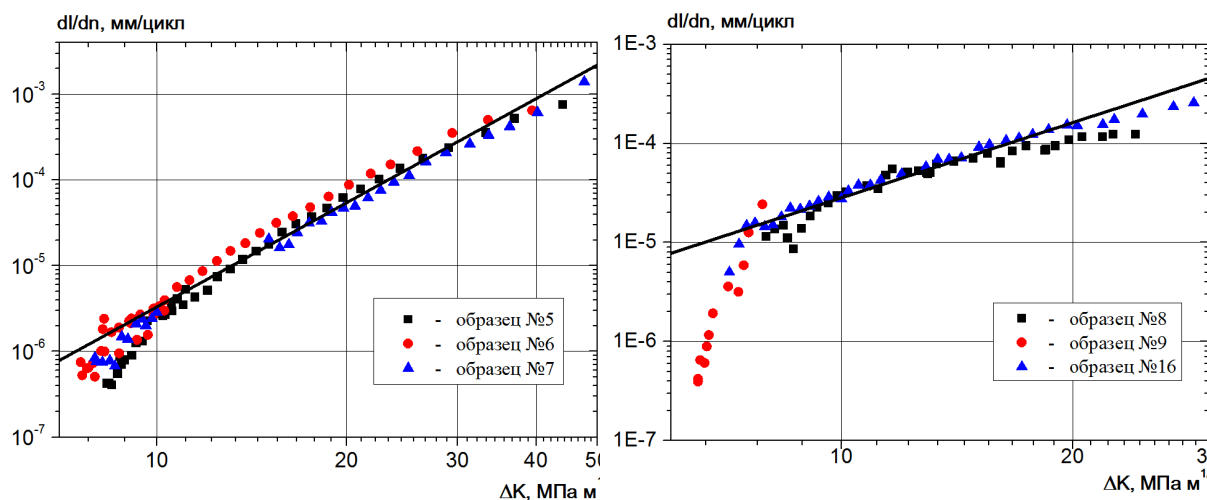 dl/dn, мм/цикл
10⁻³
10⁻⁴
10⁻⁵
10⁻⁶
10⁻⁷
10 20 30 40
- образец №5
- образец №6
- образец №7
ΔK, МПа м
dl/dn, мм/цикл
1E-3
1E-4
1E-5
1E-6
1E-7
10 20
- образец №8
- образец №9
- образец №16
ΔK, МПа м